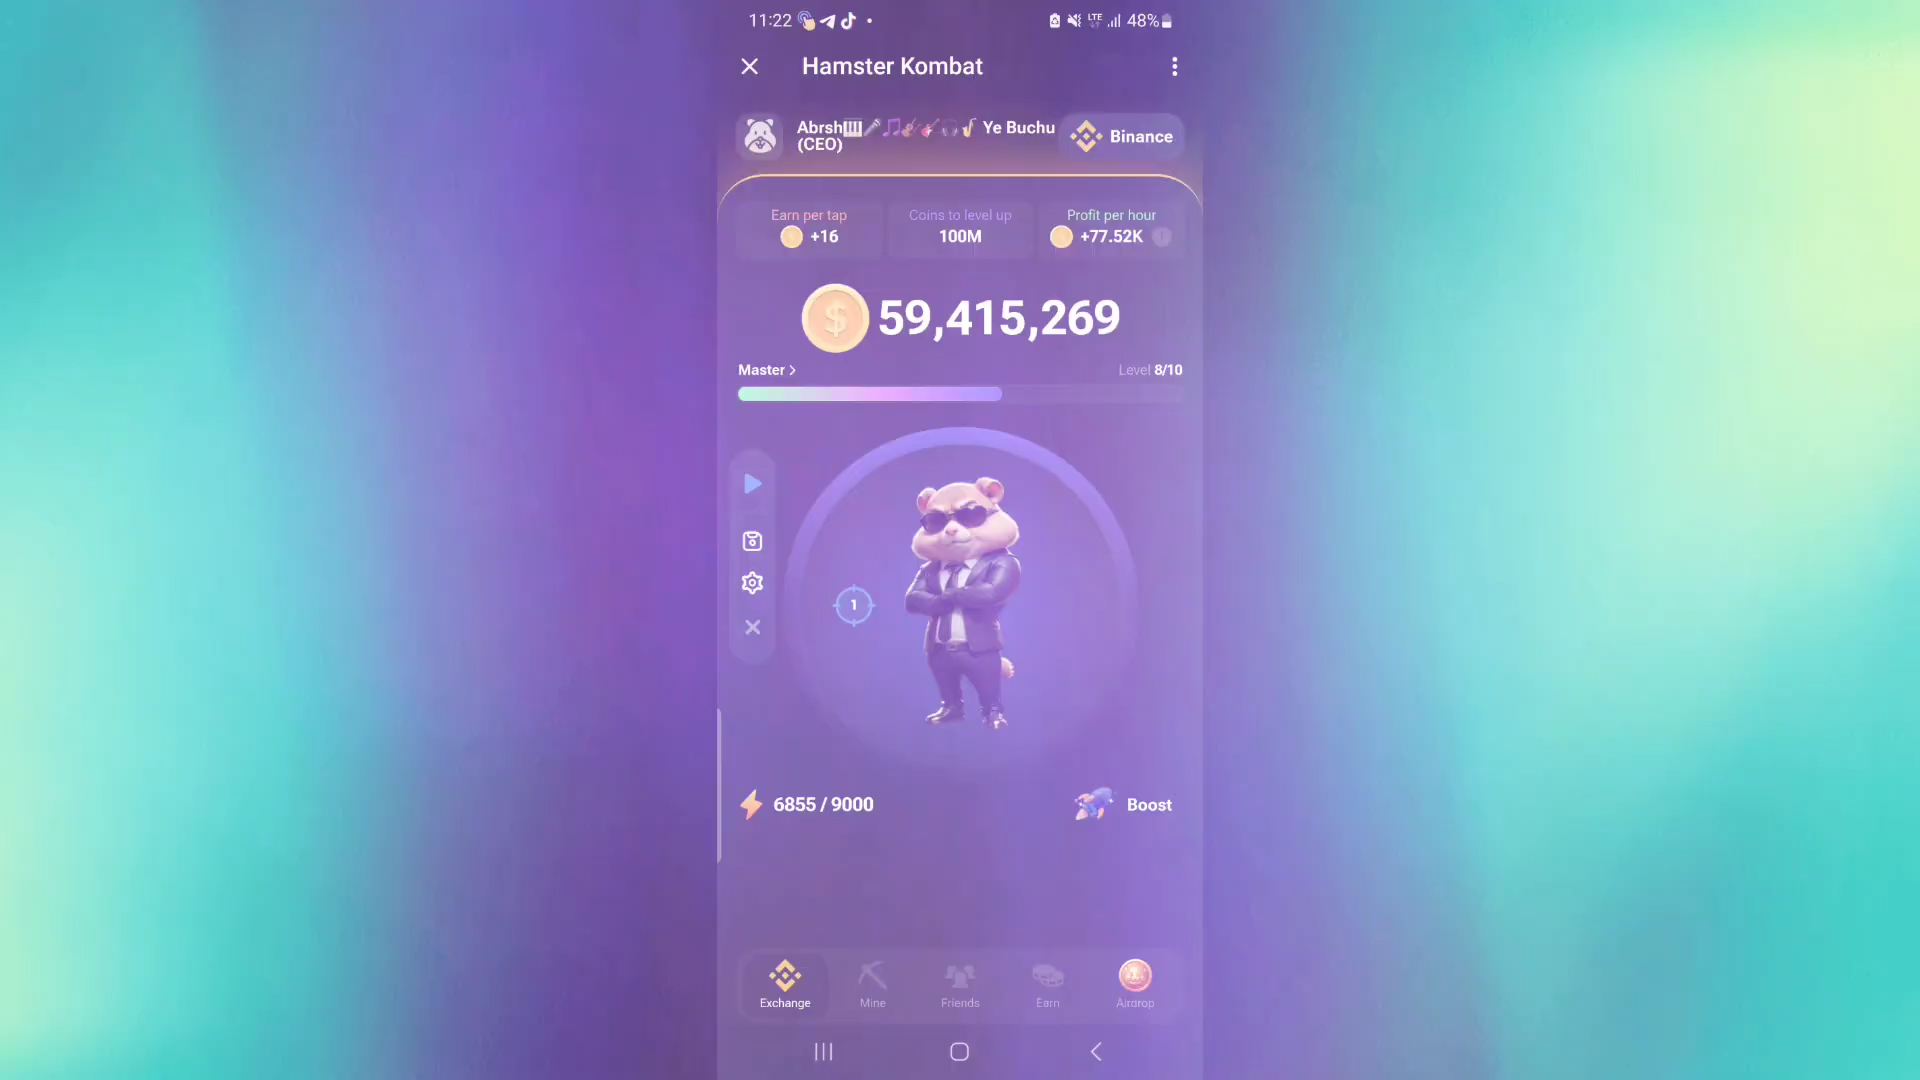 11:22
LTE 48%
Hamster Kombat
Abrsh🎹🎤🎵🎻🎸🎧🎷 Ye Buchu
(CEO)
Binance
Earn per tap
+16
Coins to level up
100M
Profit per hour
+77.52K
59,415,269
Master >
Level 8/10
1
6855 / 9000
Boost
Exchange
Mine
Friends
Earn
Airdrop